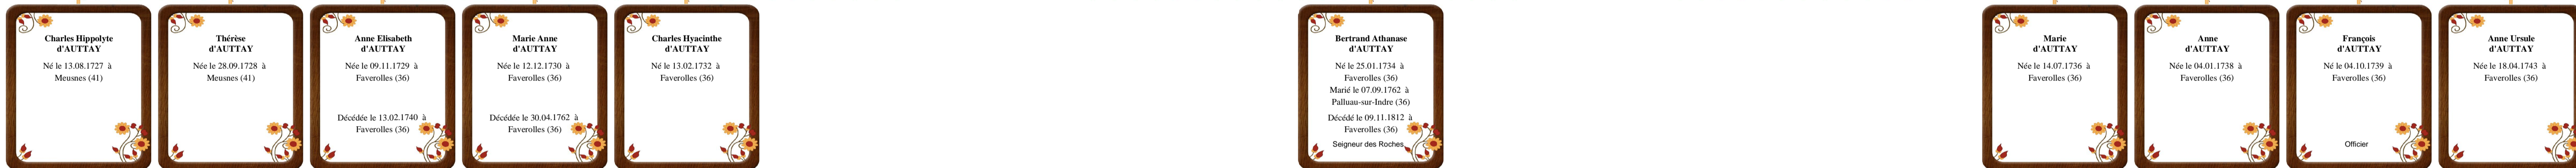 Charles Hippolyte
d'AUTTAY
Né le 13.08.1727 à
Meusnes (41)
Thérèse
d'AUTTAY
Née le 28.09.1728 à
Meusnes (41)
Anne Elisabeth
d'AUTTAY
Née le 09.11.1729 à
Faverolles (36)
Décédée le 13.02.1740 à
Faverolles (36)
Marie Anne
d'AUTTAY
Née le 12.12.1730 à
Faverolles (36)
Décédée le 30.04.1762 à
Faverolles (36)
Charles Hyacinthe
d'AUTTAY
Né le 13.02.1732 à
Faverolles (36)
Bertrand Athanase
d'AUTTAY
Né le 25.01.1734 à
Faverolles (36)
Marié le 07.09.1762 à
Palluau-sur-Indre (36)
Décédé le 09.11.1812 à
Faverolles (36)
Seigneur des Roches
Marie
d'AUTTAY
Née le 14.07.1736 à
Faverolles (36)
Anne
d'AUTTAY
Née le 04.01.1738 à
Faverolles (36)
François
d'AUTTAY
Né le 04.10.1739 à
Faverolles (36)
Officier
Anne Ursule
d'AUTTAY
Née le 18.04.1743 à
Faverolles (36)